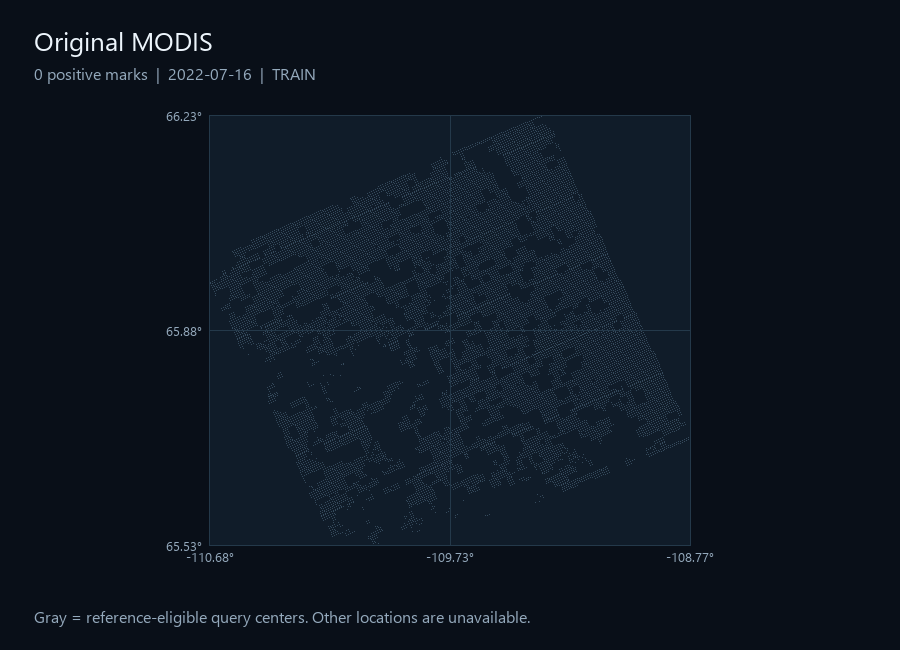 Original MODIS
0 positive marks | 2022-07-16 | TRAIN
66.23°
65.88°
65.53°
-110.68°
-109.73°
-108.77°
Gray = reference-eligible query centers. Other locations are unavailable.